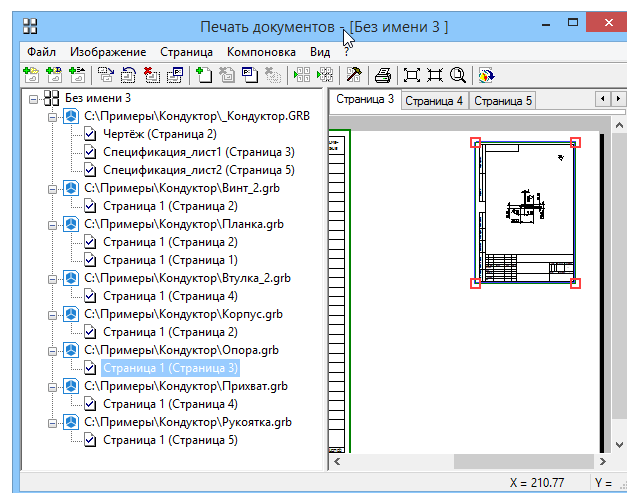 Печать документов - [Без имени 3 ]
Файл Изображение Страница Компоновка Вид ?
Без имени 3
C:\Примеры\Кондуктор\_Кондуктор.GRB
Чертёж (Страница 2)
Спецификация_лист1 (Страница 3)
Спецификация_лист2 (Страница 5)
C:\Примеры\Кондуктор\Винт_2.grb
Страница 1 (Страница 2)
C:\Примеры\Кондуктор\Планка.grb
Страница 1 (Страница 2)
Страница 1 (Страница 1)
C:\Примеры\Кондуктор\Втулка_2.grb
Страница 1 (Страница 4)
C:\Примеры\Кондуктор\Корпус.grb
Страница 1 (Страница 2)
C:\Примеры\Кондуктор\Опора.grb
Страница 1 (Страница 3)
C:\Примеры\Кондуктор\Прихват.grb
Страница 1 (Страница 4)
C:\Примеры\Кондуктор\Рукоятка.grb
Страница 1 (Страница 5)
Страница 3 Страница 4 Страница 5
X = 210.77 Y =